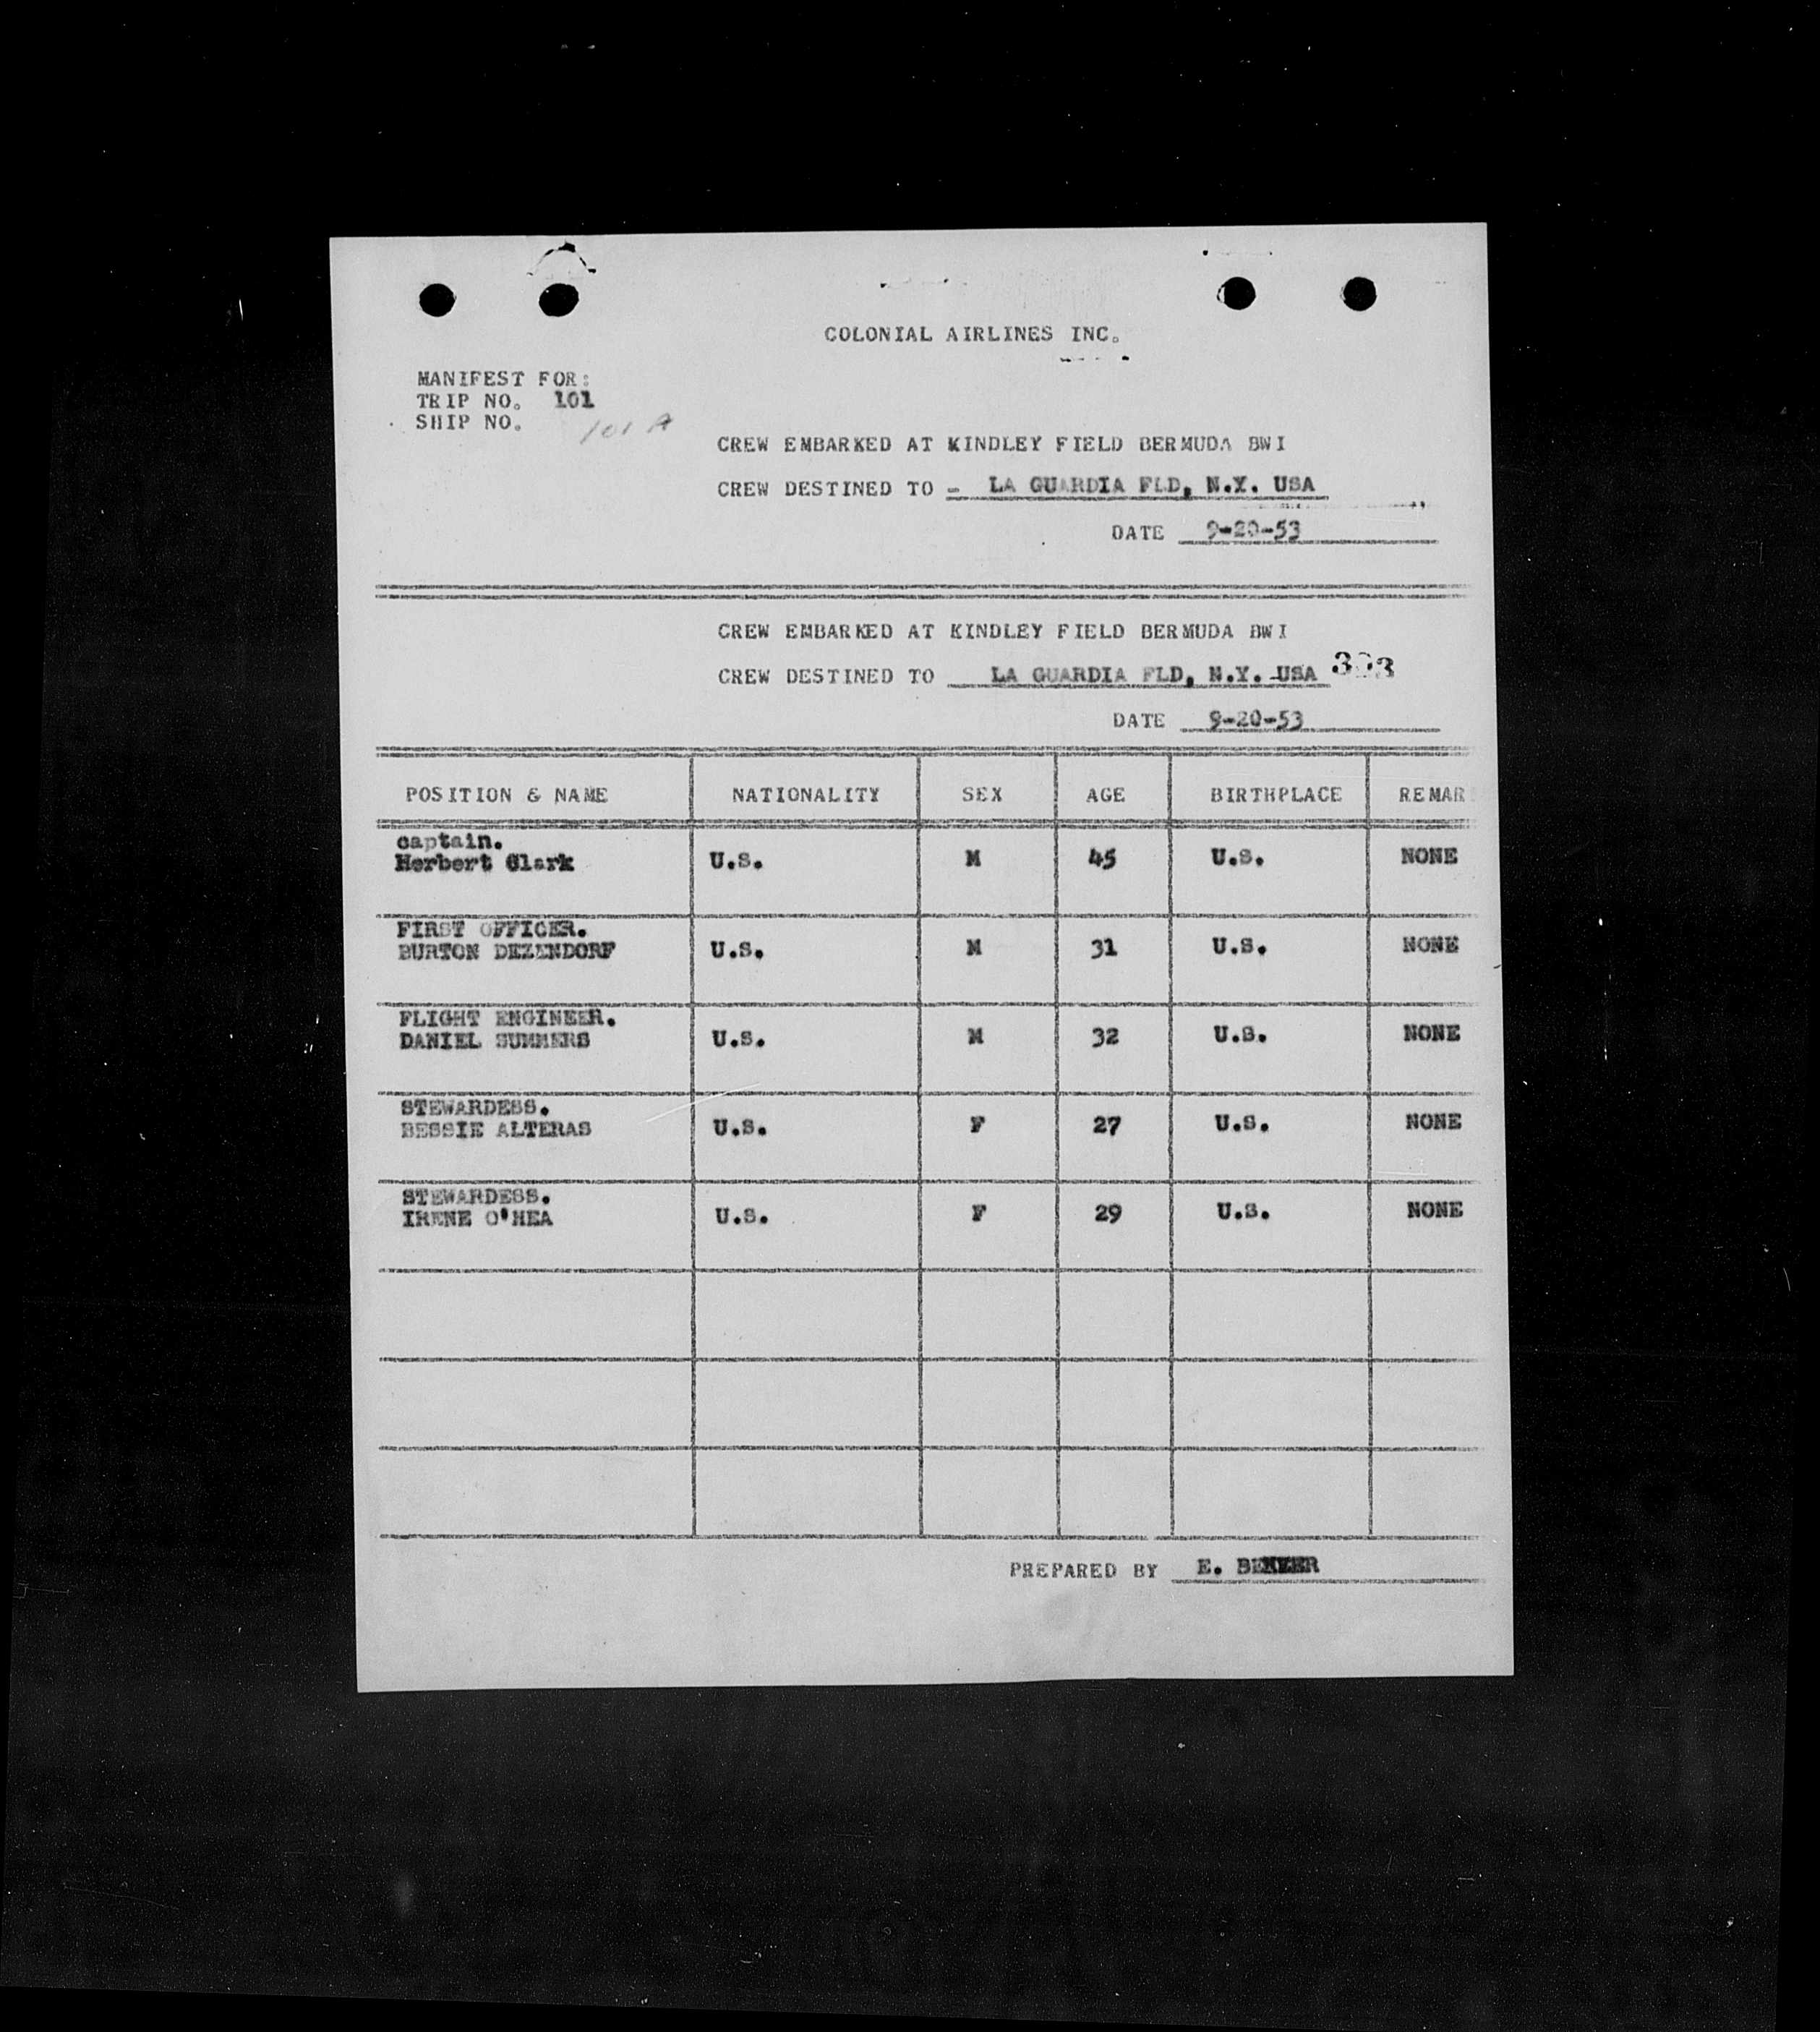 COLONIAL AIRLINES INC.
MANIFEST FOR:
TRIP NO. 101
SHIP NO. 101 A
CREW EMBARKED AT KINDLEY FIELD BERMUDA BWI
CREW DESTINED TO - LA GUARDIA FLD, N.Y. USA
DATE 9-20-53
CREW EMBARKED AT KINDLEY FIELD BERMUDA BWI
CREW DESTINED TO LA GUARDIA FLD, N.Y. USA
DATE 9-20-53
POSITION & NAME NATIONALITY SEX AGE BIRTHPLACE REMAR
captain.
Herbert Clark U.S. M 45 U.S. NONE
FIRST OFFICER.
BURTON DEZENDORF U.S. M 31 U.S. NONE
FLIGHT ENGINEER.
DANIEL SUMMERS U.S. M 32 U.S. NONE
STEWARDESS.
BESSIE ALTERAS U.S. F 27 U.S. NONE
STEWARDESS.
IRENE O'HEA U.S. F 29 U.S. NONE
PREPARED BY E.